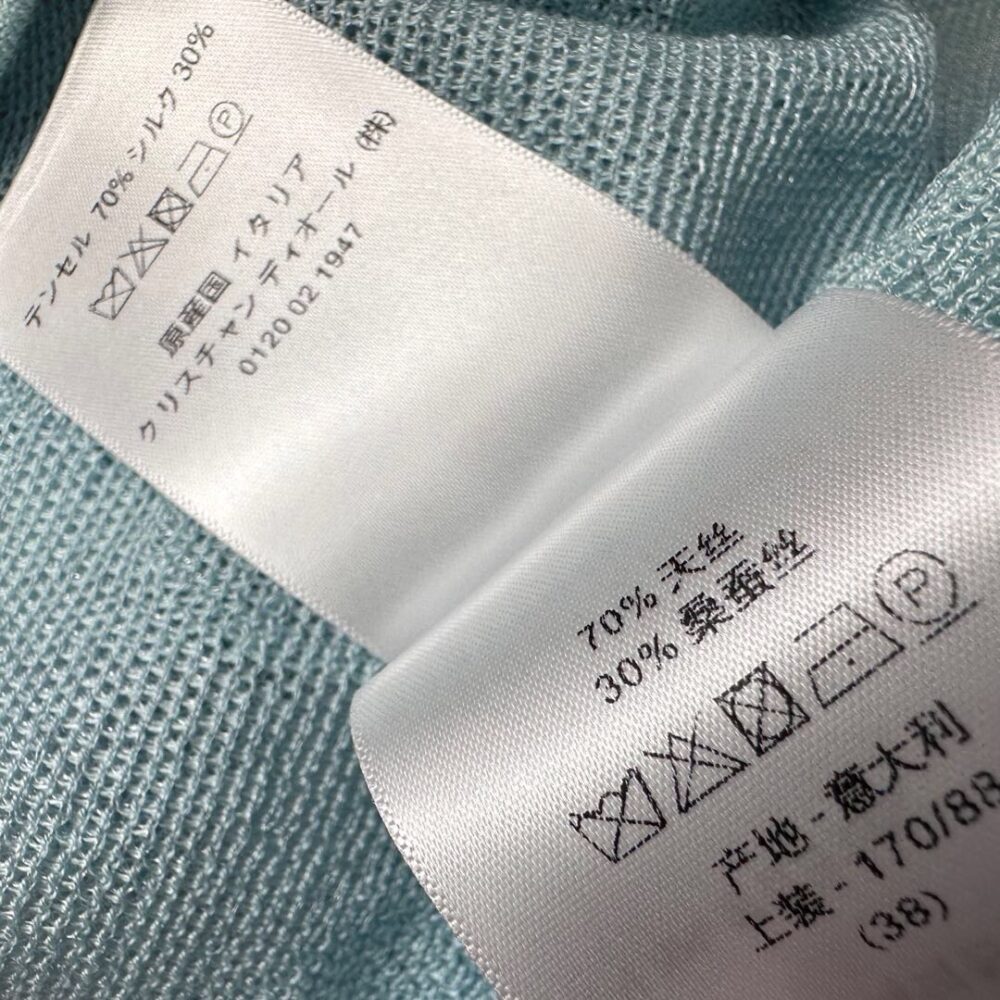 テンセル 70% シルク 30%
P
原産国 イタリア
クリスチャン ディオール (株)
0120 02 1947
70% 天丝
30% 桑蚕丝
P
产地 - 意大利
上装 - 170/88
(38)